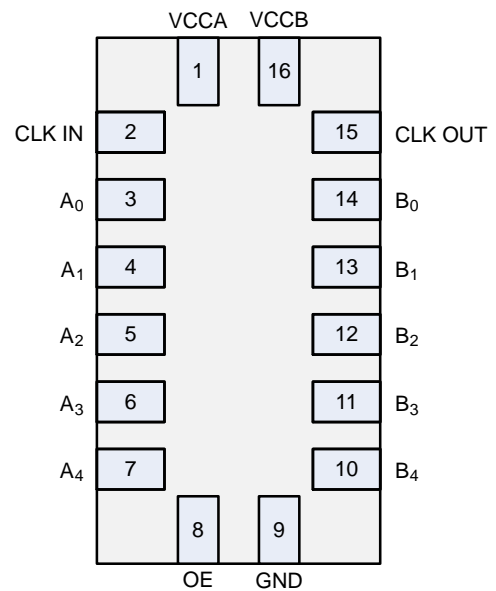 VCCA VCCB
1 16
CLK IN 2 15 CLK OUT
A0 3 14 B0
A1 4 13 B1
A2 5 12 B2
A3 6 11 B3
A4 7 10 B4
8 9
OE GND